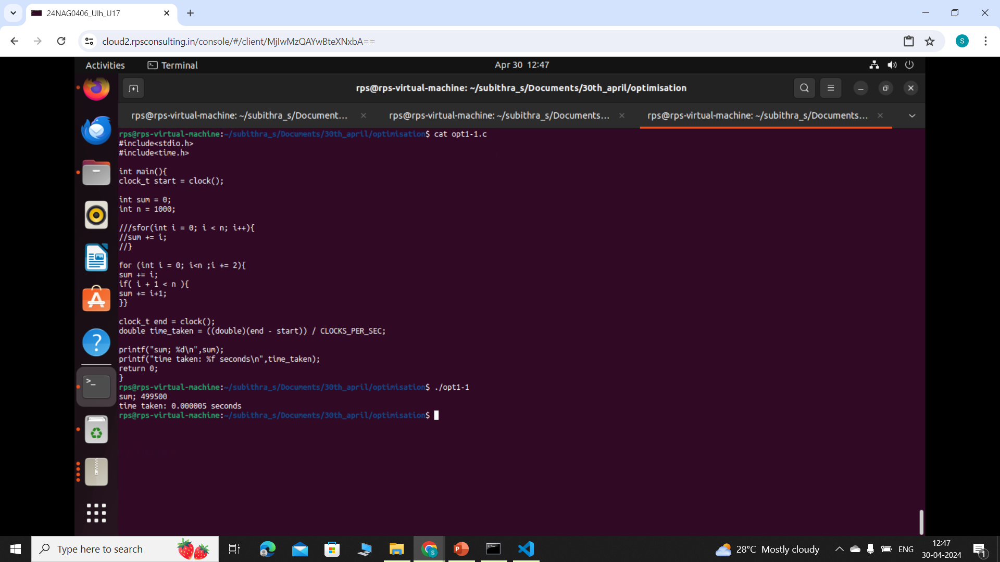 24NAG0406_Ulh_U17
cloud2.rpsconsulting.in/console/#/client/MjIwMzQAYwBteXNxbA==
S
Activities
Terminal
Apr 30 12:47
rps@rps-virtual-machine: ~/subithra_s/Documents/30th_april/optimisation
rps@rps-virtual-machine: ~/subithra_s/Document...
rps@rps-virtual-machine: ~/subithra_s/Documents...
rps@rps-virtual-machine: ~/subithra_s/Documents...
rps@rps-virtual-machine:~/subithra_s/Documents/30th_april/optimisation$ cat opt1-1.c
#include<stdio.h>
#include<time.h>
int main(){
clock_t start = clock();
int sum = 0;
int n = 1000;
///sfor(int i = 0; i < n; i++){
//sum += i;
//}
for (int i = 0; i<n ;i += 2){
sum += i;
if( i + 1 < n ){
sum += i+1;
}}
clock_t end = clock();
double time_taken = ((double)(end - start)) / CLOCKS_PER_SEC;
printf("sum; %d\n",sum);
printf("time taken: %f seconds\n",time_taken);
return 0;
}
rps@rps-virtual-machine:~/subithra_s/Documents/30th_april/optimisation$ ./opt1-1
sum; 499500
time taken: 0.000005 seconds
rps@rps-virtual-machine:~/subithra_s/Documents/30th_april/optimisation$
Type here to search
28°C Mostly cloudy
ENG
12:47
30-04-2024
1